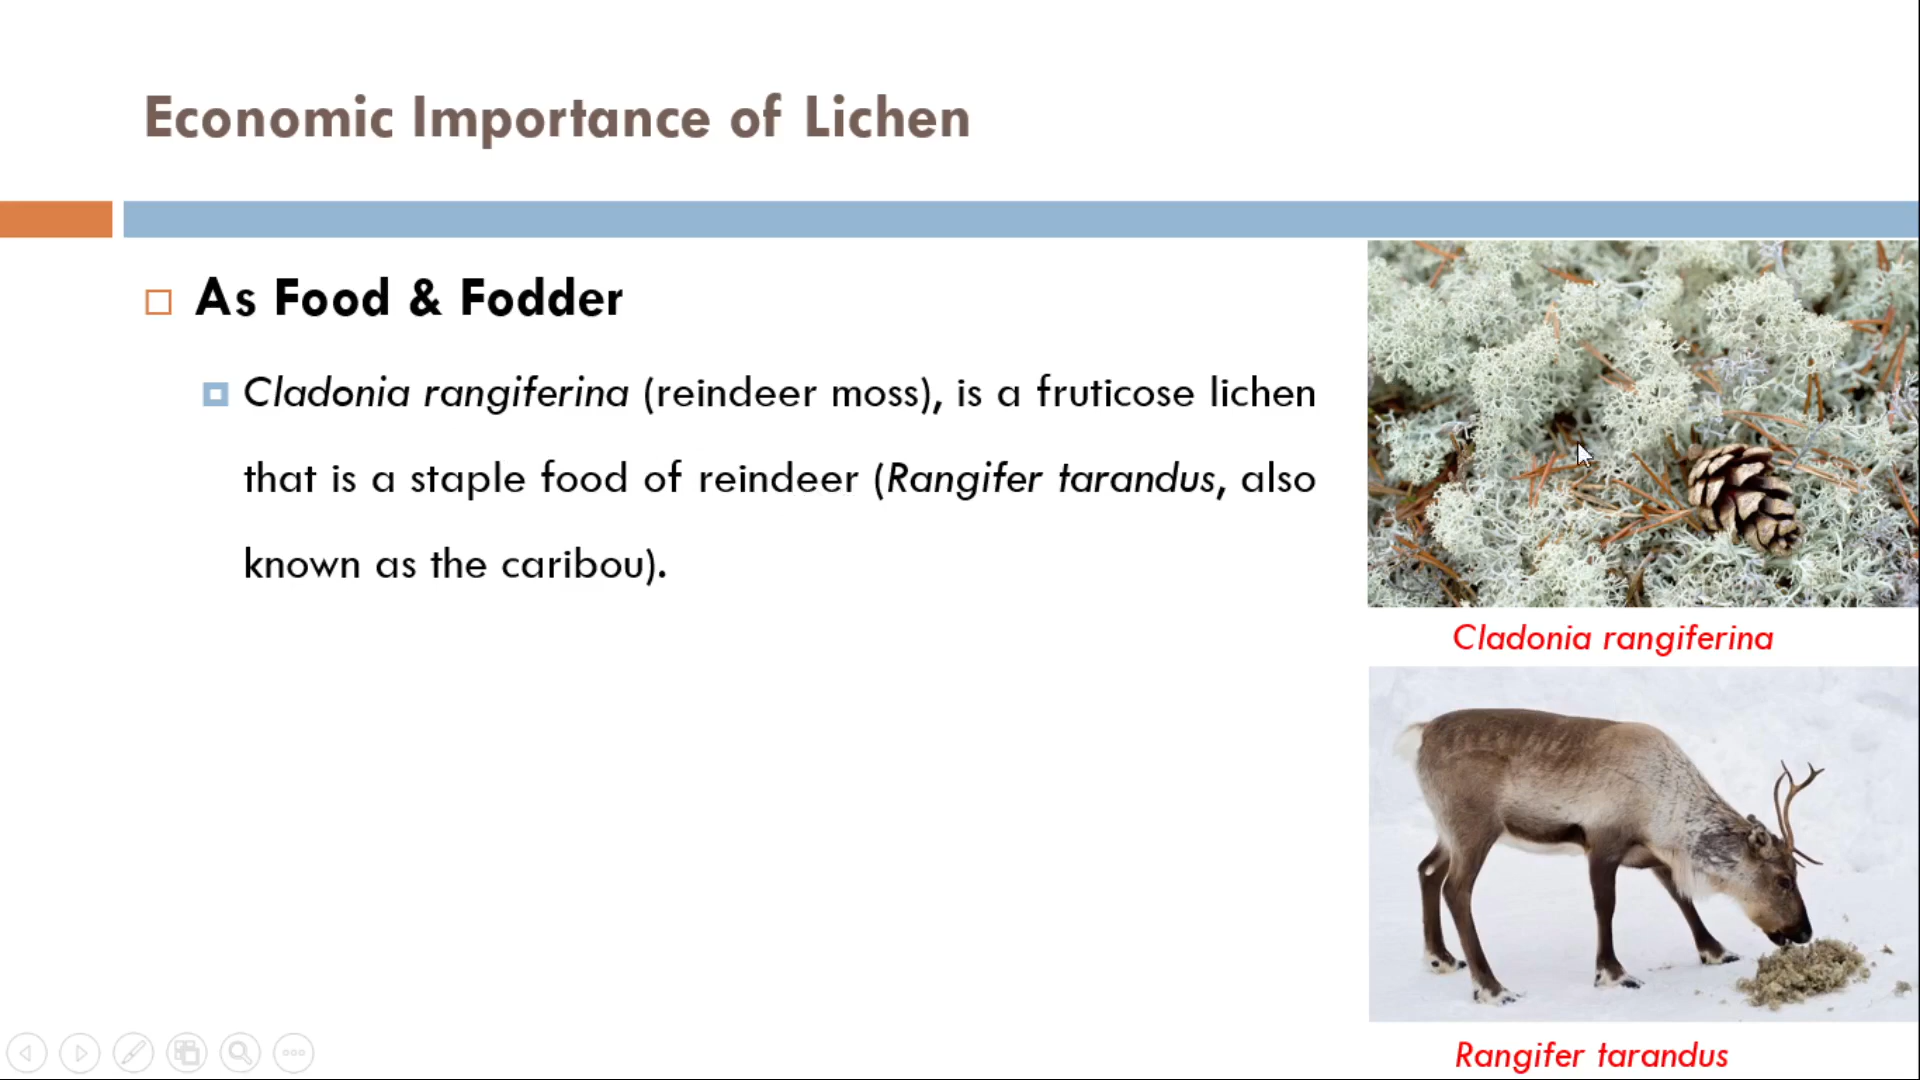 Economic Importance of Lichen
As Food & Fodder
Cladonia rangiferina (reindeer moss), is a fruticose lichen
that is a staple food of reindeer (Rangifer tarandus, also
known as the caribou).
Cladonia rangiferina
Rangifer tarandus